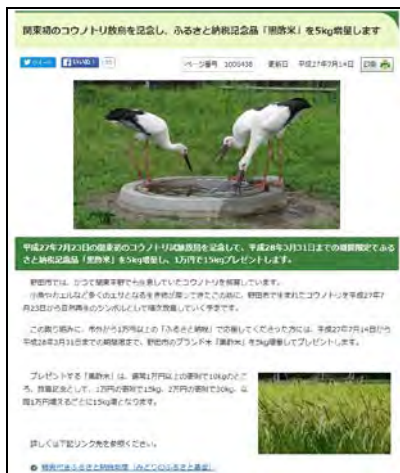 関東初のコウノトリ放鳥を記念し、ふるさと納税記念品「黒酢米」を5kg増量します
ツイート
ページ番号 1000438 更新日 平成27年7月14日 印刷
平成27年7月23日の関東初のコウノトリ試験放鳥を記念して、平成28年3月31日までの期間限定でふる
さと納税記念品「黒酢米」を5kg増量し、1万円で15kgプレゼントします。
野田市では、かつて関東平野でも生息していたコウノトリを飼育しています。
小魚やカエルなど多くのエサとなる生き物が戻ってきたこの地に、野田市で生まれたコウノトリを平成27年7
月23日から自然再生のシンボルとして順次放鳥していく予定です。
この取り組みに、市外から1万円以上の「ふるさと納税」で応援してくださった方には、平成27年7月14日から
平成28年3月31日までの期間限定で、野田市のブランド米「黒酢米」を5kg増量してプレゼントします。
プレゼントする「黒酢米」は、通常1万円以上の寄附で10kgのとこ
ろ、放鳥記念として、1万円の寄附で15kg、2万円の寄附で30kg、以
降1万円増えるごとに15kg増となります。
詳しくは下記リンク先を参照ください。